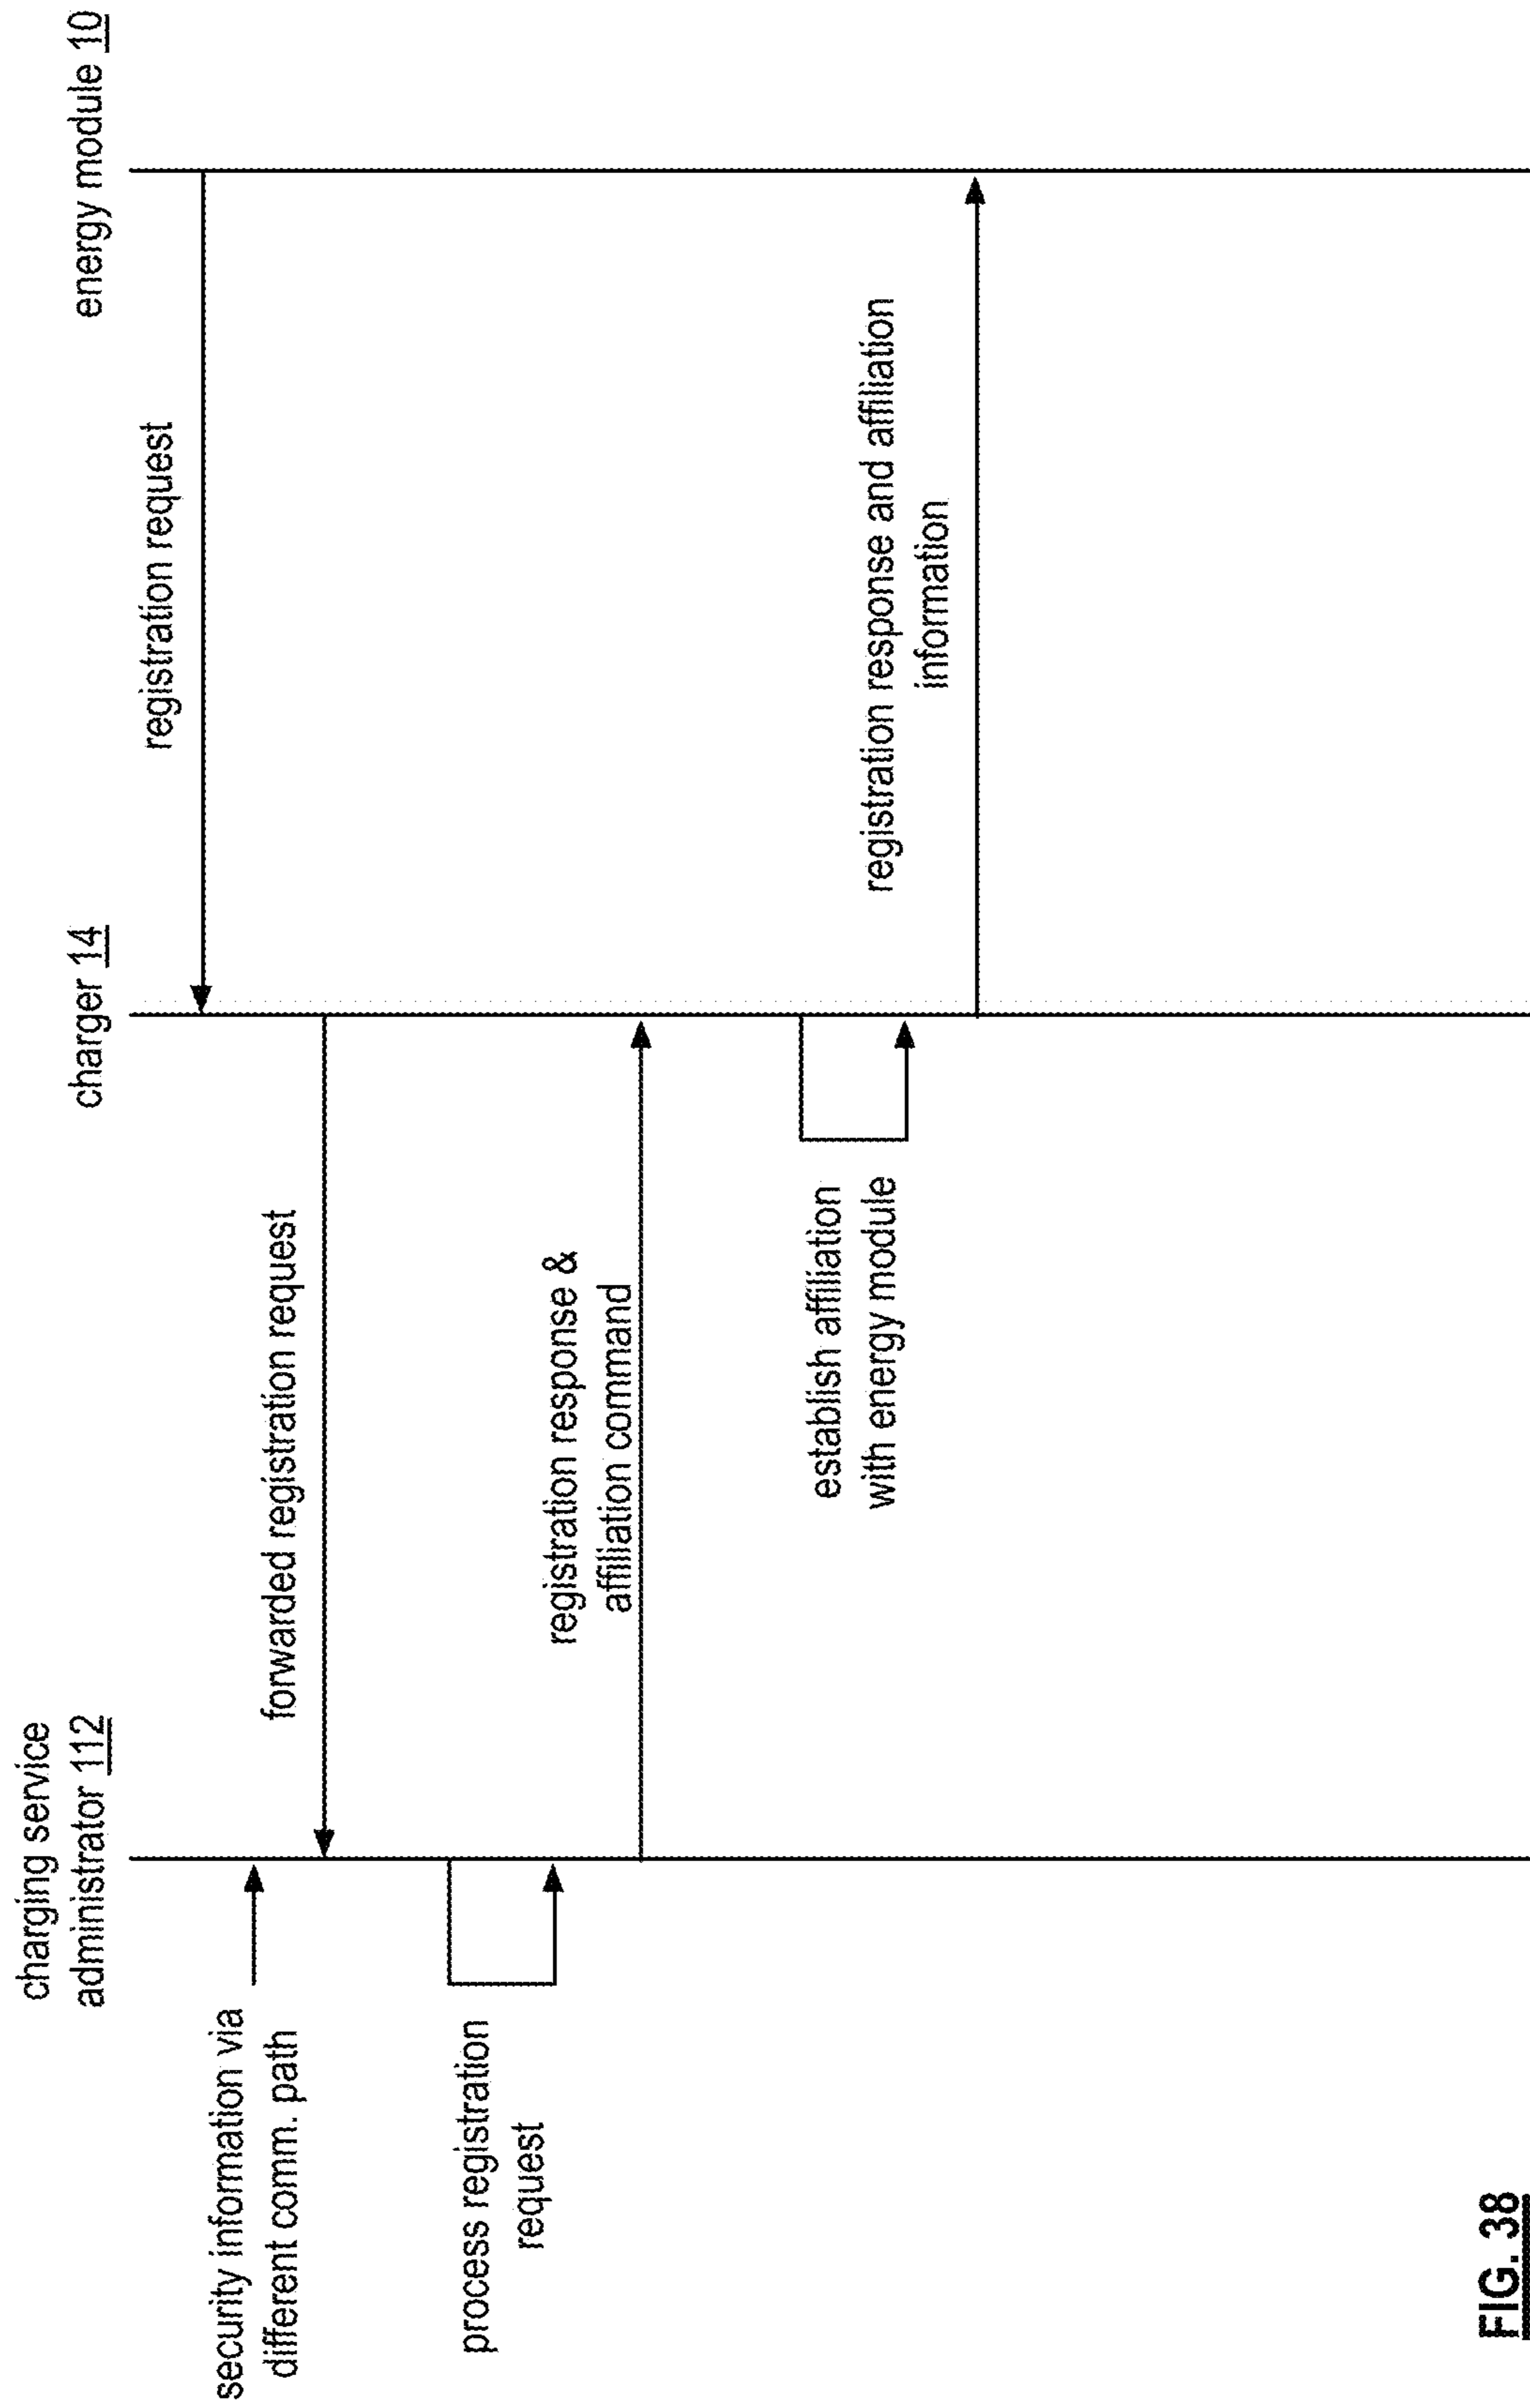 charging service
administrator 112
charger 14
energy module 10
registration request
security information via
different comm. path
forwarded registration request
process registration
request
registration response &
affiliation command
establish affiliation
with energy module
registration response and affiliation
information
FIG. 38